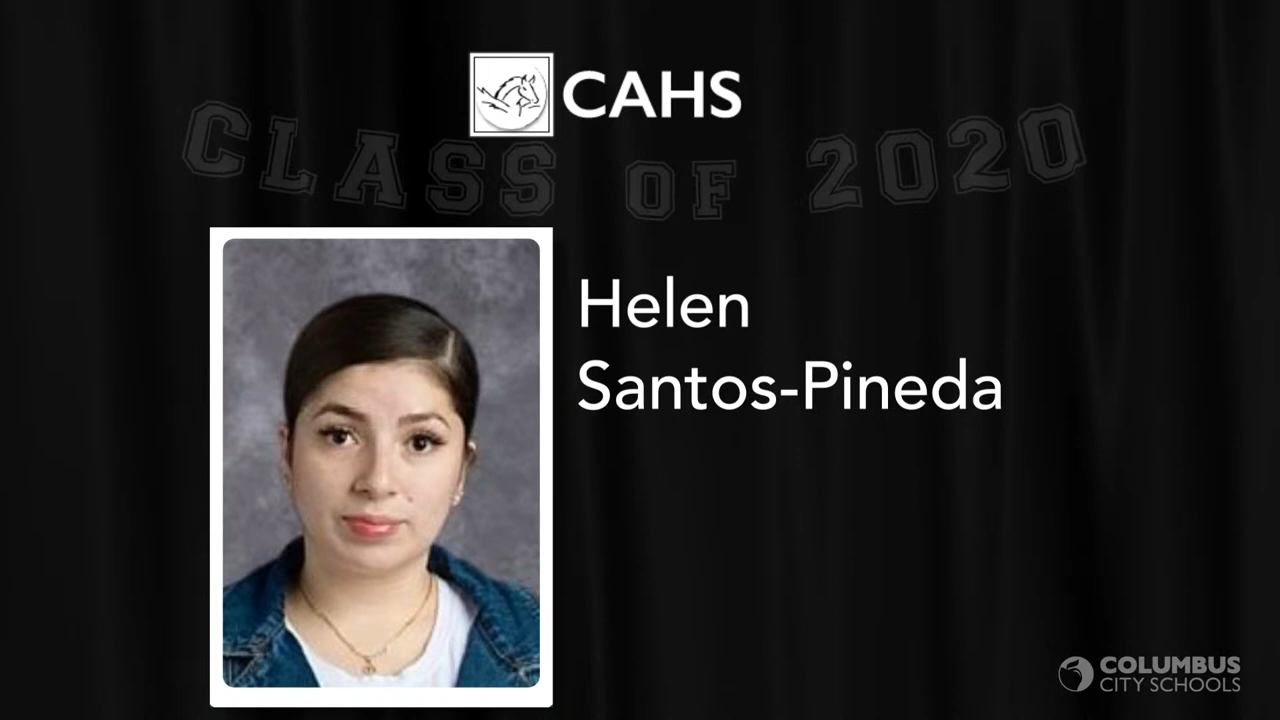 CAHS
CLASS OF 2020
Helen
Santos-Pineda
COLUMBUS
CITY SCHOOLS